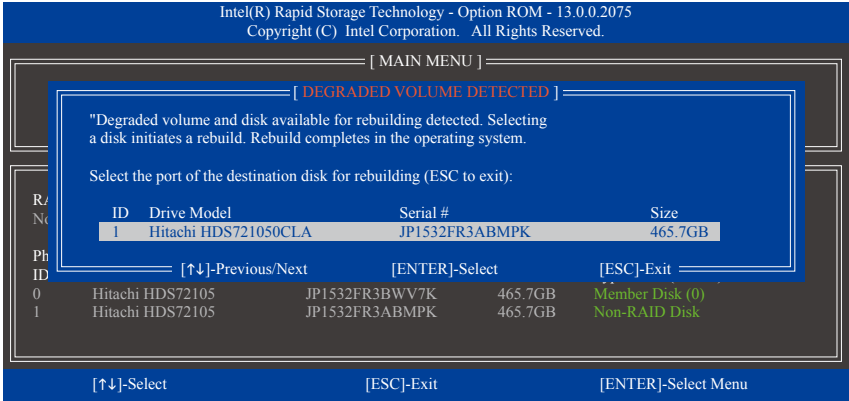 Intel(R) Rapid Storage Technology - Option ROM - 13.0.0.2075
Copyright (C) Intel Corporation. All Rights Reserved.
[ MAIN MENU ]
[ DEGRADED VOLUME DETECTED ]
"Degraded volume and disk available for rebuilding detected. Selecting
a disk initiates a rebuild. Rebuild completes in the operating system.
Select the port of the destination disk for rebuilding (ESC to exit):
ID Drive Model Serial # Size
1 Hitachi HDS721050CLA JP1532FR3ABMPK 465.7GB
[↑↓]-Previous/Next [ENTER]-Select [ESC]-Exit
ID
0 Hitachi HDS72105 JP1532FR3BWV7K 465.7GB Member Disk (0)
1 Hitachi HDS72105 JP1532FR3ABMPK 465.7GB Non-RAID Disk
[↑↓]-Select [ESC]-Exit [ENTER]-Select Menu